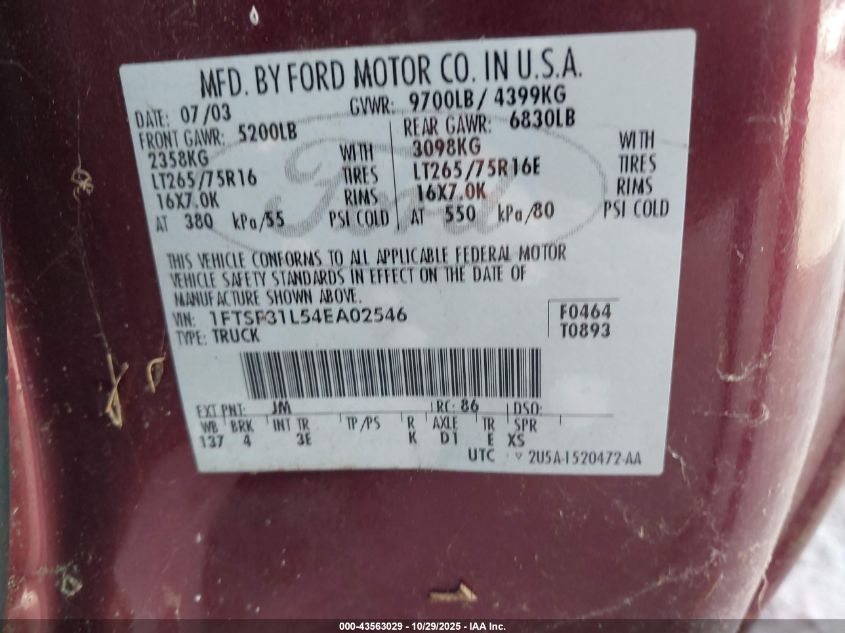 MFD. BY FORD MOTOR CO. IN U.S.A.
DATE: 07/03 GVWR: 9700LB/ 4399KG
FRONT GAWR: 5200LB REAR GAWR: 6830LB
2358KG WITH 3098KG WITH
LT265/75R16 TIRES LT265/75R16E TIRES
16X7.0K RIMS 16X7.0K RIMS
AT 380 kPa/55 PSI COLD AT 550 kPa/80 PSI COLD
Ford
THIS VEHICLE CONFORMS TO ALL APPLICABLE FEDERAL MOTOR
VEHICLE SAFETY STANDARDS IN EFFECT ON THE DATE OF
MANUFACTURE SHOWN ABOVE.
VIN: 1FTSF31L54EA02546 F0464
TYPE: TRUCK T0893
EXT PNT: JM RC: 86 DSO:
WB BRK INT TR TP/PS R AXLE TR SPR
137 4 3E K D1 E XS
UTC ▽ 2U5A-1520472-AA
000-43563029 | 10/29/2025 - IAA Inc.